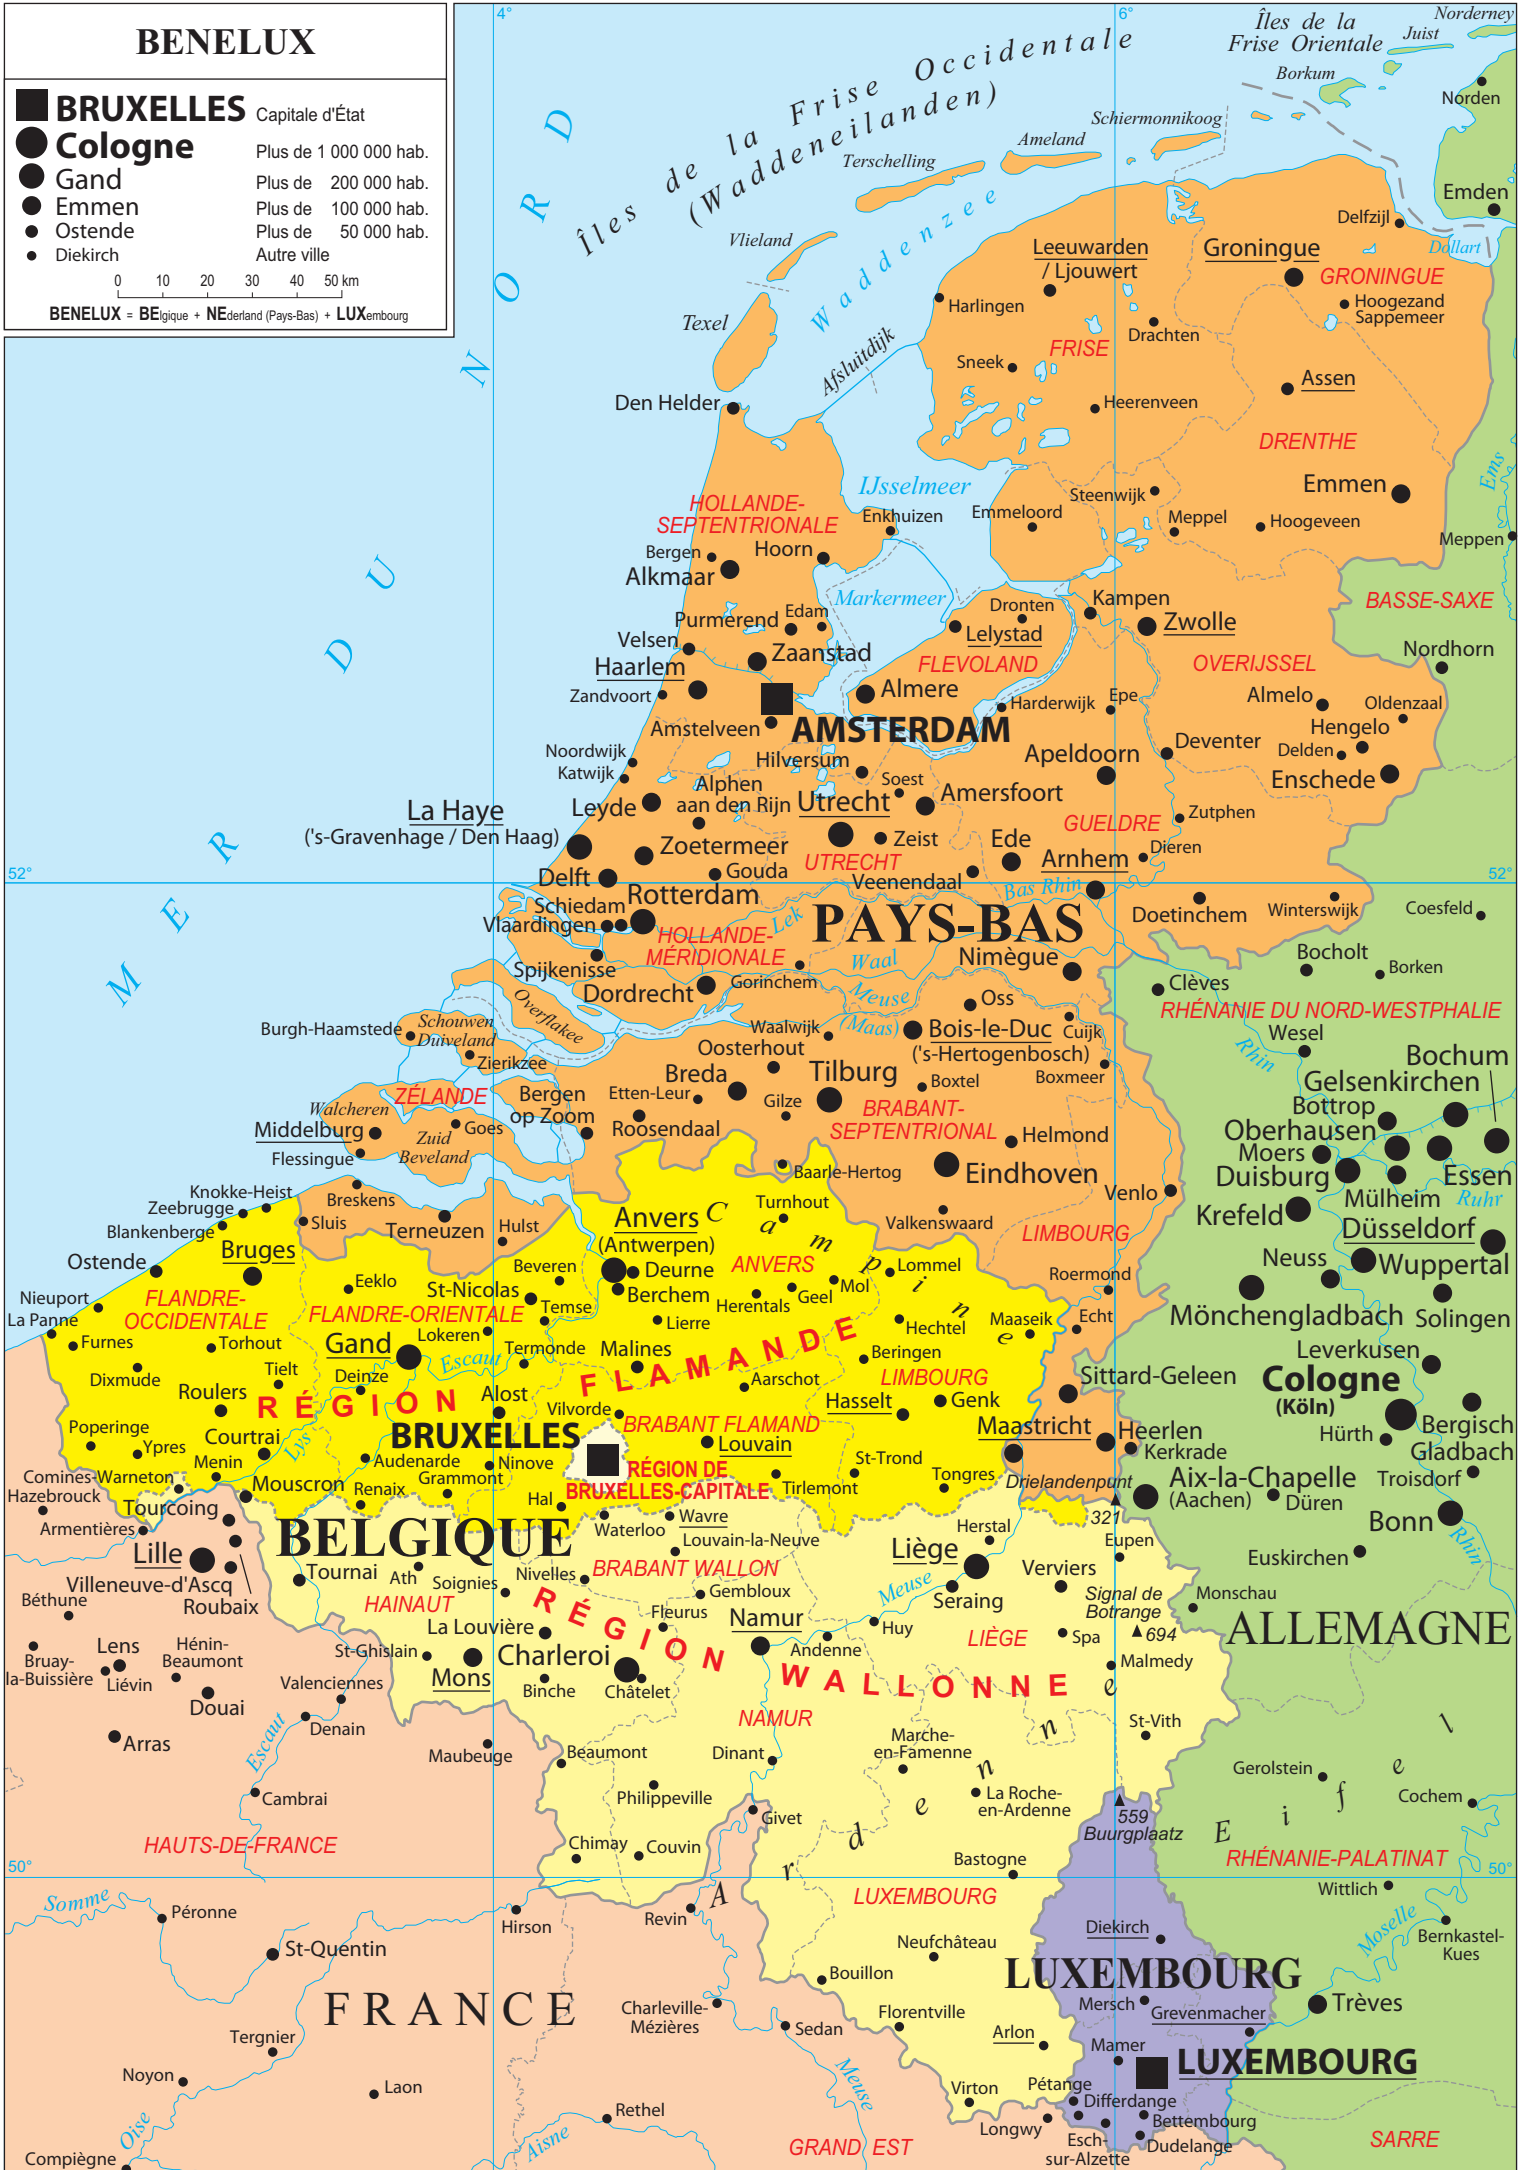 BENELUX
BRUXELLES Capitale d'État
Cologne Plus de 1 000 000 hab.
Gand Plus de 200 000 hab.
Emmen Plus de 100 000 hab.
Ostende Plus de 50 000 hab.
Diekirch Autre ville
0 10 20 30 40 50 km
BENELUX = BElgique + NEderland (Pays-Bas) + LUXembourg
4°
6°
Îles de la
Frise Orientale
Norderney
Juist
Borkum
Norden
Îles de la Frise Occidentale
(Waddeneilanden)
Schiermonnikoog
Ameland
Terschelling
Vlieland
Texel
Waddenzee
MER DU NORD
Emden
Delfzijl
Dollart
Leeuwarden
/ Ljouwert
Groningue
GRONINGUE
Harlingen
Hoogezand
Sappemeer
Drachten
FRISE
Afsluitdijk
Sneek
Assen
Den Helder
Heerenveen
DRENTHE
Ems
IJsselmeer
Steenwijk
Emmen
HOLLANDE-
SEPTENTRIONALE
Enkhuizen
Emmeloord
Meppel
Hoogeveen
Meppen
Bergen
Hoorn
Alkmaar
Markermeer
Dronten
Kampen
BASSE-SAXE
Purmerend
Edam
Lelystad
Zwolle
Velsen
Zaanstad
FLEVOLAND
OVERIJSSEL
Nordhorn
Haarlem
Zandvoort
Almere
Harderwijk
Epe
Almelo
Oldenzaal
Amstelveen
AMSTERDAM
Hengelo
Noordwijk
Katwijk
Hilversum
Apeldoorn
Deventer
Delden
Enschede
Alphen
aan den Rijn
Soest
Leyde
Utrecht
Amersfoort
La Haye
('s-Gravenhage / Den Haag)
Zutphen
GUELDRE
Zoetermeer
Zeist
Ede
Dieren
UTRECHT
Arnhem
Delft
Gouda
Veenendaal
52°
52°
Bas Rhin
Rotterdam
Schiedam
Vlaardingen
Lek
PAYS-BAS
Doetinchem
Winterswijk
Coesfeld
HOLLANDE-
MÉRIDIONALE
Waal
Nimègue
Bocholt
Borken
Spijkenisse
Gorinchem
Dordrecht
Meuse
(Maas)
Oss
Clèves
RHÉNANIE DU NORD-WESTPHALIE
Overflakee
Burgh-Haamstede
Schouwen
Duiveland
Waalwijk
Bois-le-Duc
('s-Hertogenbosch)
Cuijk
Wesel
Rhin
Zierikzee
Oosterhout
Boxmeer
Bochum
Gelsenkirchen
Breda
Tilburg
Boxtel
ZÉLANDE
Bergen
op Zoom
Etten-Leur
Gilze
BRABANT-
SEPTENTRIONAL
Bottrop
Walcheren
Middelburg
Goes
Roosendaal
Helmond
Oberhausen
Zuid
Beveland
Moers
Flessingue
Baarle-Hertog
Eindhoven
Duisburg
Essen
Mülheim
Ruhr
Breskens
Venlo
Knokke-Heist
Zeebrugge
Blankenberge
Sluis
Terneuzen
Hulst
Turnhout
Valkenswaard
LIMBOURG
Krefeld
Düsseldorf
Anvers
(Antwerpen)
Campine
Ostende
Bruges
Neuss
Wuppertal
Beveren
Deurne
ANVERS
Lommel
Roermond
Eeklo
St-Nicolas
Berchem
Mol
Nieuport
FLANDRE-
OCCIDENTALE
FLANDRE-ORIENTALE
Temse
Herentals
Geel
Mönchengladbach
Solingen
La Panne
Furnes
Torhout
Lokeren
Lierre
Hechtel
Maaseik
Echt
Gand
Escaut
Termonde
Malines
Beringen
Leverkusen
Dixmude
Tielt
Deinze
Aarschot
LIMBOURG
Sittard-Geleen
Cologne
(Köln)
Roulers
RÉGION FLAMANDE
Alost
Vilvorde
Hasselt
Genk
Poperinge
Ypres
Courtrai
Lys
BRUXELLES
BRABANT FLAMAND
Louvain
Maastricht
Heerlen
Hürth
Bergisch
Gladbach
Kerkrade
Menin
Audenarde
Ninove
RÉGION DE
BRUXELLES-CAPITALE
St-Trond
Comines-
Warneton
Mouscron
Grammont
Tirlemont
Tongres
Drielandenpunt
Aix-la-Chapelle
(Aachen)
Düren
Troisdorf
Hazebrouck
Tourcoing
Renaix
Hal
321
Armentières
BELGIQUE
Waterloo
Wavre
Bonn
Lille
Louvain-la-Neuve
Herstal
Liège
Eupen
Euskirchen
Rhin
Villeneuve-d'Ascq
Tournai
Ath
Nivelles
BRABANT WALLON
Verviers
Béthune
Roubaix
Soignies
Gembloux
Meuse
Seraing
Signal de
Botrange
694
Monschau
HAINAUT
RÉGION WALLONNE
ALLEMAGNE
La Louvière
Fleurus
Namur
Huy
LIÈGE
Spa
Lens
Hénin-
Beaumont
St-Ghislain
Charleroi
Andenne
Bruay-
la-Buissière
Liévin
Mons
Malmedy
Valenciennes
Binche
Châtelet
Douai
NAMUR
St-Vith
Arras
Denain
Maubeuge
Beaumont
Dinant
Marche-
en-Famenne
Escaut
Ardenne
Eifel
Gerolstein
Cambrai
Philippeville
Givet
La Roche-
en-Ardenne
559
Buurgplaatz
Cochem
HAUTS-DE-FRANCE
Chimay
Couvin
Bastogne
RHÉNANIE-PALATINAT
50°
50°
Wittlich
Somme
Péronne
Hirson
Revin
LUXEMBOURG
Diekirch
Moselle
Bernkastel-
Kues
St-Quentin
Neufchâteau
Bouillon
LUXEMBOURG
FRANCE
Charleville-
Mézières
Mersch
Grevenmacher
Trèves
Tergnier
Sedan
Florentville
Arlon
Mamer
LUXEMBOURG
Noyon
Laon
Meuse
Virton
Pétange
Differdange
Oise
Rethel
Longwy
Bettembourg
Aisne
GRAND EST
Esch-
sur-Alzette
Dudelange
SARRE
Compiègne